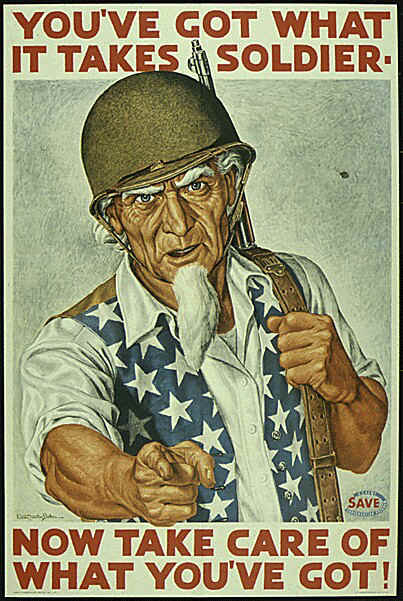 YOU'VE GOT WHAT
IT TAKES SOLDIER·
SAVE
NOW TAKE CARE OF
WHAT YOU'VE GOT!